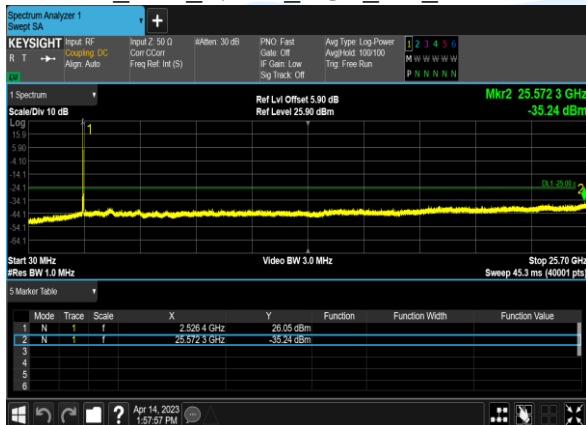 Spectrum Analyzer 1
Swept SA
KEYSIGHT
R T
LU
Input: RF
Coupling: DC
Align: Auto
Input Z: 50 Ω
Corr CCorr
Freq Ref: Int (S)
#Atten: 30 dB
PNO: Fast
Gate: Off
IF Gain: Low
Sig Track: Off
Avg Type: Log-Power
Avg|Hold: 100/100
Trig: Free Run
1 2 3 4 5 6
M W W W W W
P N N N N N
1 Spectrum
Scale/Div 10 dB
Ref Lvl Offset 5.90 dB
Ref Level 25.90 dBm
Mkr2 25.572 3 GHz
-35.24 dBm
Log
15.9
5.90
-4.10
-14.1
-24.1
-34.1
-44.1
-54.1
-64.1
1
DL1 -25.00
2
Start 30 MHz
#Res BW 1.0 MHz
Video BW 3.0 MHz
Stop 25.70 GHz
Sweep 45.3 ms (40001 pts)
5 Marker Table
Mode Trace Scale X Y Function Function Width Function Value
1 N 1 f 2.526 4 GHz 26.05 dBm
2 N 1 f 25.572 3 GHz -35.24 dBm
3
4
5
6
?
Apr 14, 2023
1:57:57 PM